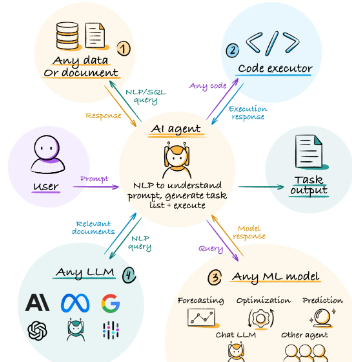 1
Any data
Or document
2
Code executor
NLP/SQL
query
Response
Any code
Execution
response
AI agent
User
Prompt
NLP to understand
prompt, generate task
list + execute
Task
output
Relevant
documents
NLP
query
Model
response
Query
Any LLM
4
3
Any ML model
Forecasting
Optimization
Prediction
Chat LLM
Other agent